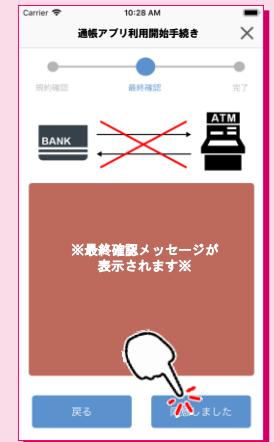 Carrier 10:28 AM
通帳アプリ利用開始手続き
規約確認 最終確認 完了
BANK
ATM
※最終確認メッセージが
表示されます※
戻る
しました